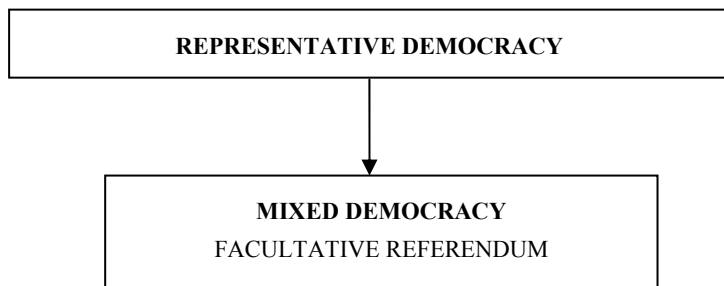 REPRESENTATIVE DEMOCRACY
MIXED DEMOCRACY
FACULTATIVE REFERENDUM